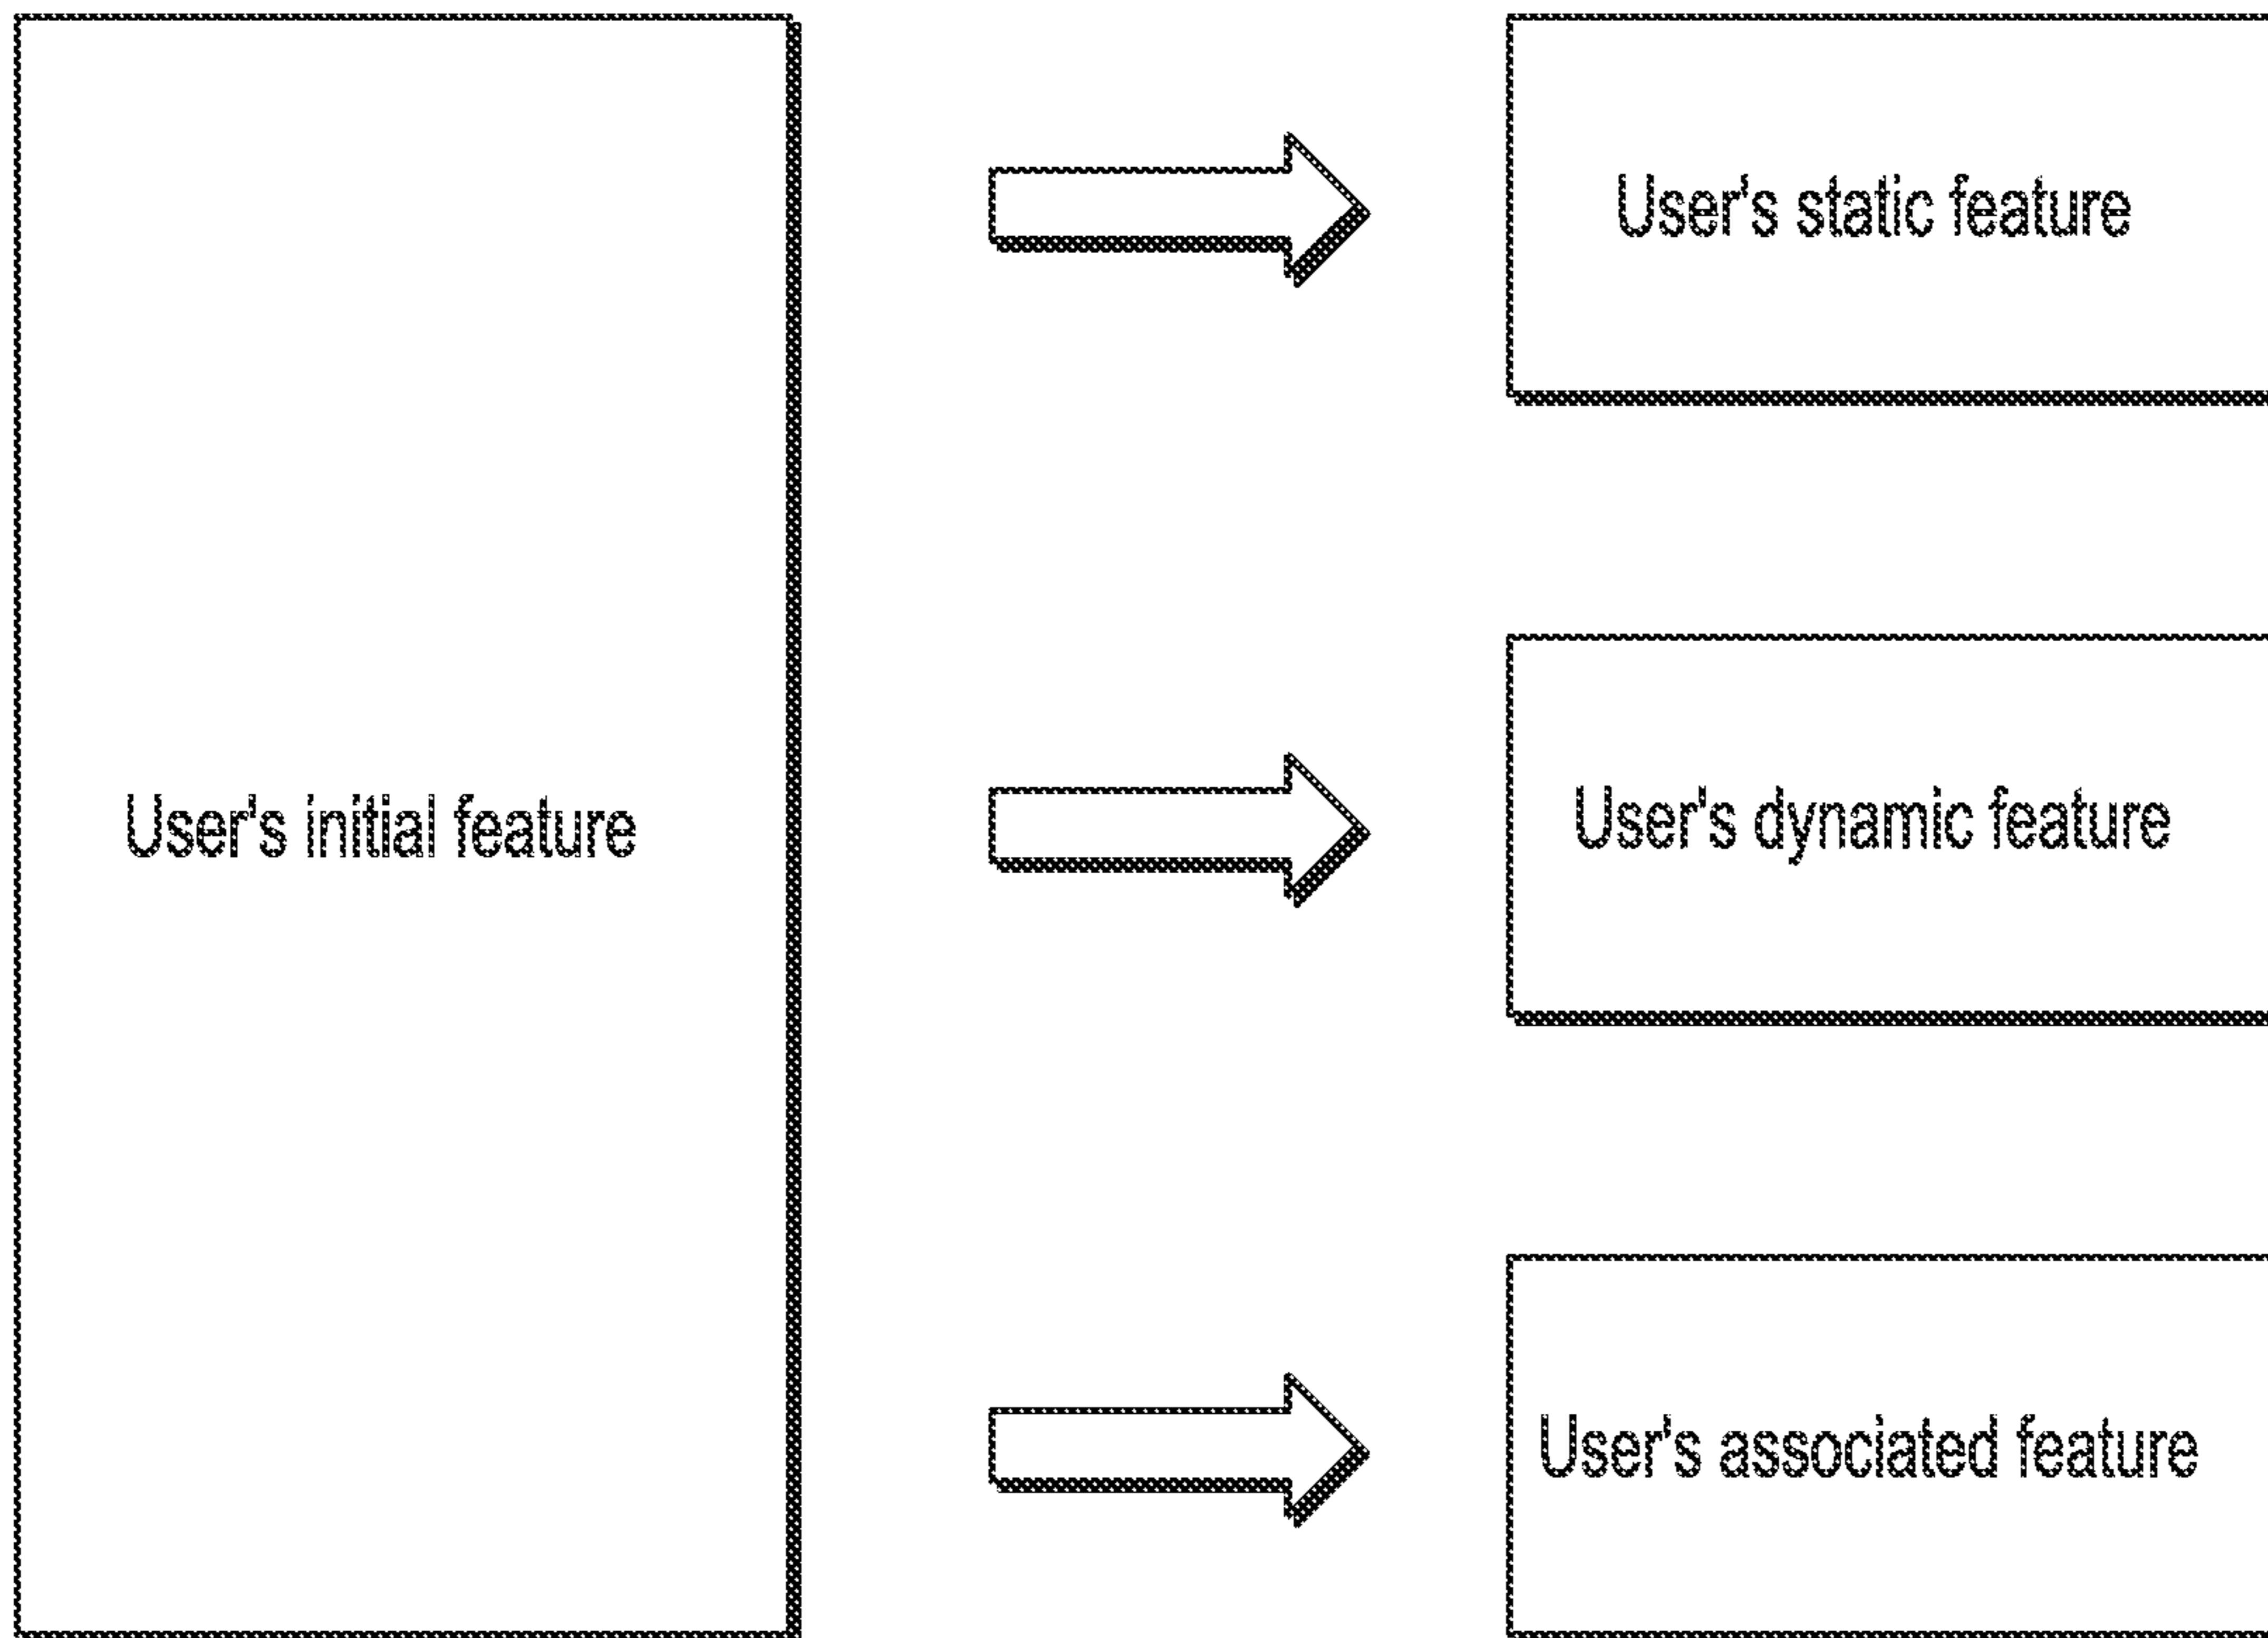 User's initial feature
User's static feature
User's dynamic feature
User's associated feature